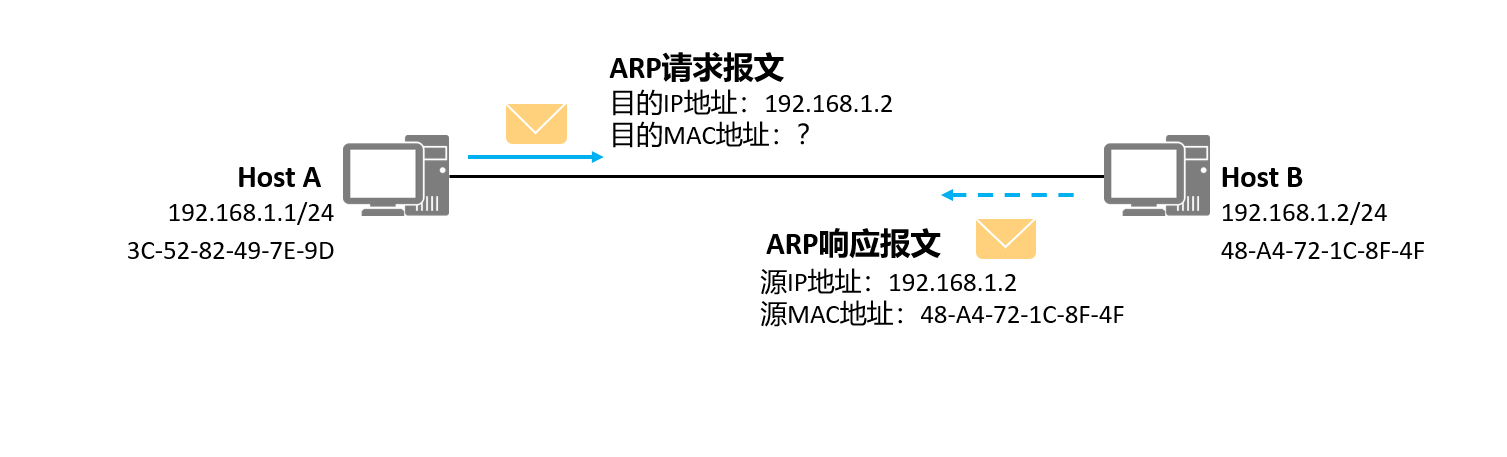 ARP请求报文
目的IP地址：192.168.1.2
目的MAC地址：？
Host A
192.168.1.1/24
3C-52-82-49-7E-9D
Host B
192.168.1.2/24
48-A4-72-1C-8F-4F
ARP响应报文
源IP地址：192.168.1.2
源MAC地址：48-A4-72-1C-8F-4F